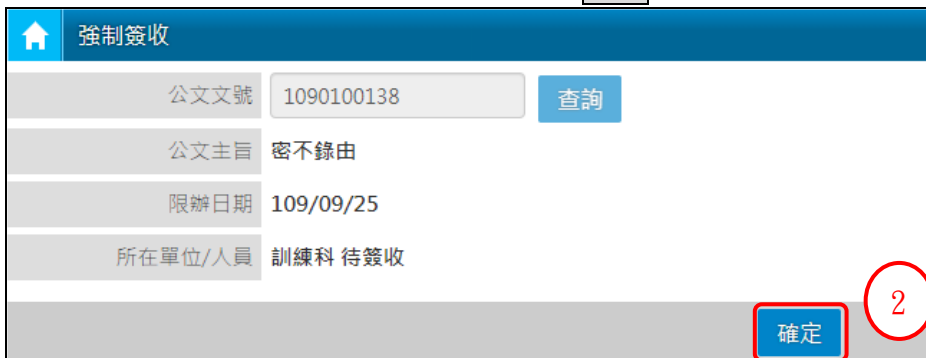 強制簽收
公文文號 1090100138 查詢
公文主旨 密不錄由
限辦日期 109/09/25
所在單位/人員 訓練科 待簽收
2
確定